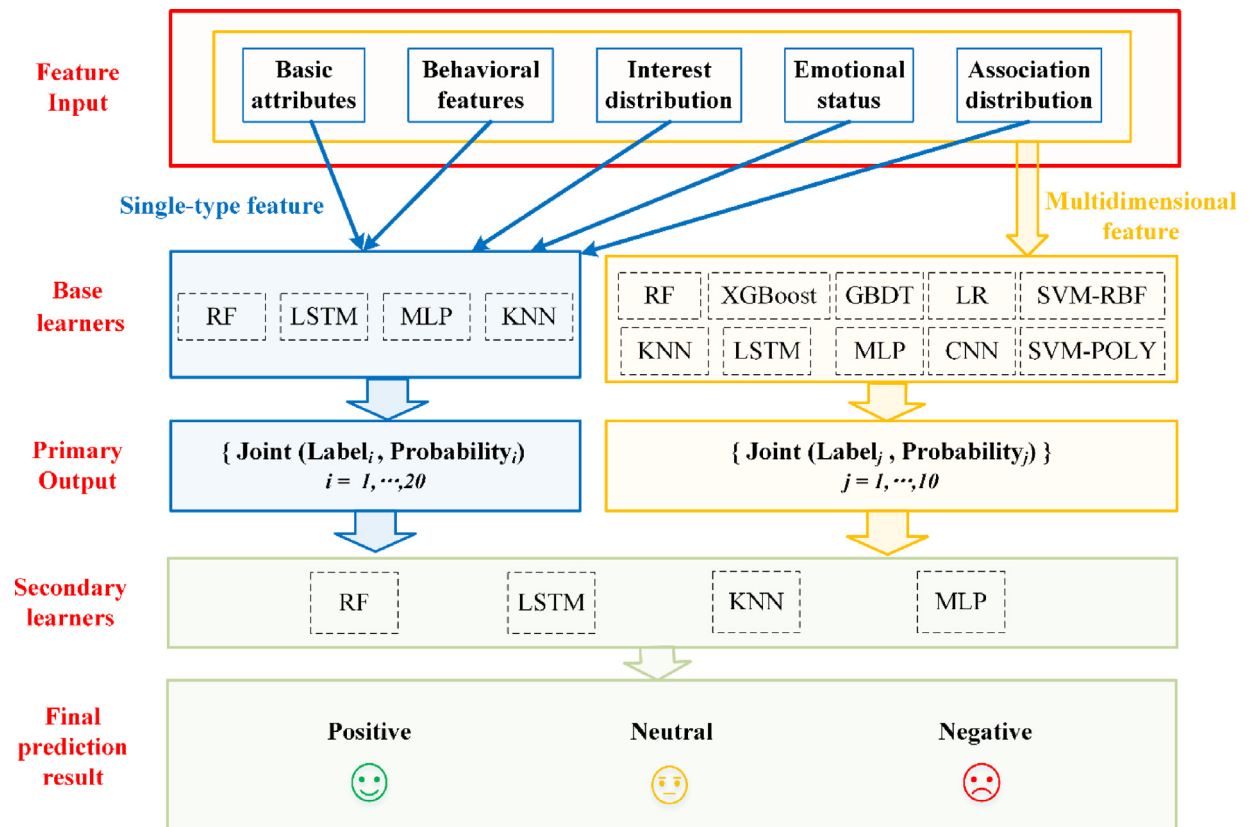 Feature
Input
Basic
attributes
Behavioral
features
Interest
distribution
Emotional
status
Association
distribution
Single-type feature
Multidimensional
feature
Base
learners
RF
LSTM
MLP
KNN
RF
XGBoost
GBDT
LR
SVM-RBF
KNN
LSTM
MLP
CNN
SVM-POLY
Primary
Output
{ Joint (Labelᵢ , Probabilityᵢ)
i = 1,⋯,20
{ Joint (Labelⱼ , Probabilityⱼ) }
j = 1,⋯,10
Secondary
learners
RF
LSTM
KNN
MLP
Final
prediction
result
Positive
Neutral
Negative